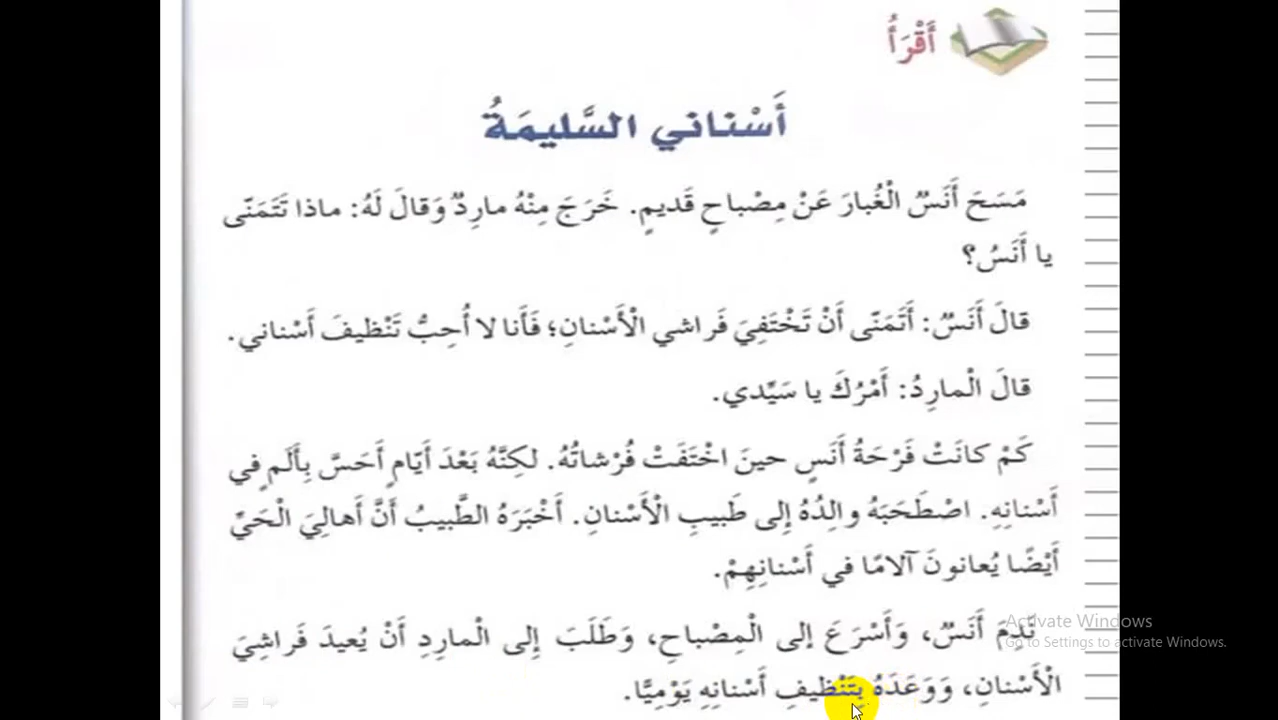 أَقْرَأُ
أَسْناني السَّليمَةُ
مَسَحَ أَنَسٌ الْغُبارَ عَنْ مِصْباحٍ قَديمٍ. خَرَجَ مِنْهُ مارِدٌ وَقالَ لَهُ: ماذا تَتَمَنّى
يا أَنَسُ؟
قالَ أَنَسٌ: أَتَمَنّى أَنْ تَخْتَفِيَ فَراشي الْأَسْنانِ؛ فَأَنا لا أُحِبُّ تَنْظيفَ أَسْناني.
قالَ الْمارِدُ: أَمْرُكَ يا سَيِّدي.
كَمْ كانَتْ فَرْحَةُ أَنَسٍ حينَ اخْتَفَتْ فُرْشاتُهُ. لكِنَّهُ بَعْدَ أَيّامٍ أَحَسَّ بِأَلَمٍ في
أَسْنانِهِ. اصْطَحَبَهُ والِدُهُ إِلى طَبيبِ الْأَسْنانِ. أَخْبَرَهُ الطَّبيبُ أَنَّ أَهالِيَ الْحَيِّ
أَيْضًا يُعانونَ آلامًا في أَسْنانِهِمْ.
نَدِمَ أَنَسٌ، وَأَسْرَعَ إلى الْمِصْباحِ، وَطَلَبَ إِلى الْمارِدِ أَنْ يُعيدَ فَراشِيَ
الْأَسْنانِ، وَوَعَدَهُ بِتَنْظيفِ أَسْنانِهِ يَوْمِيًّا.
Activate Windows
Go to Settings to activate Windows.